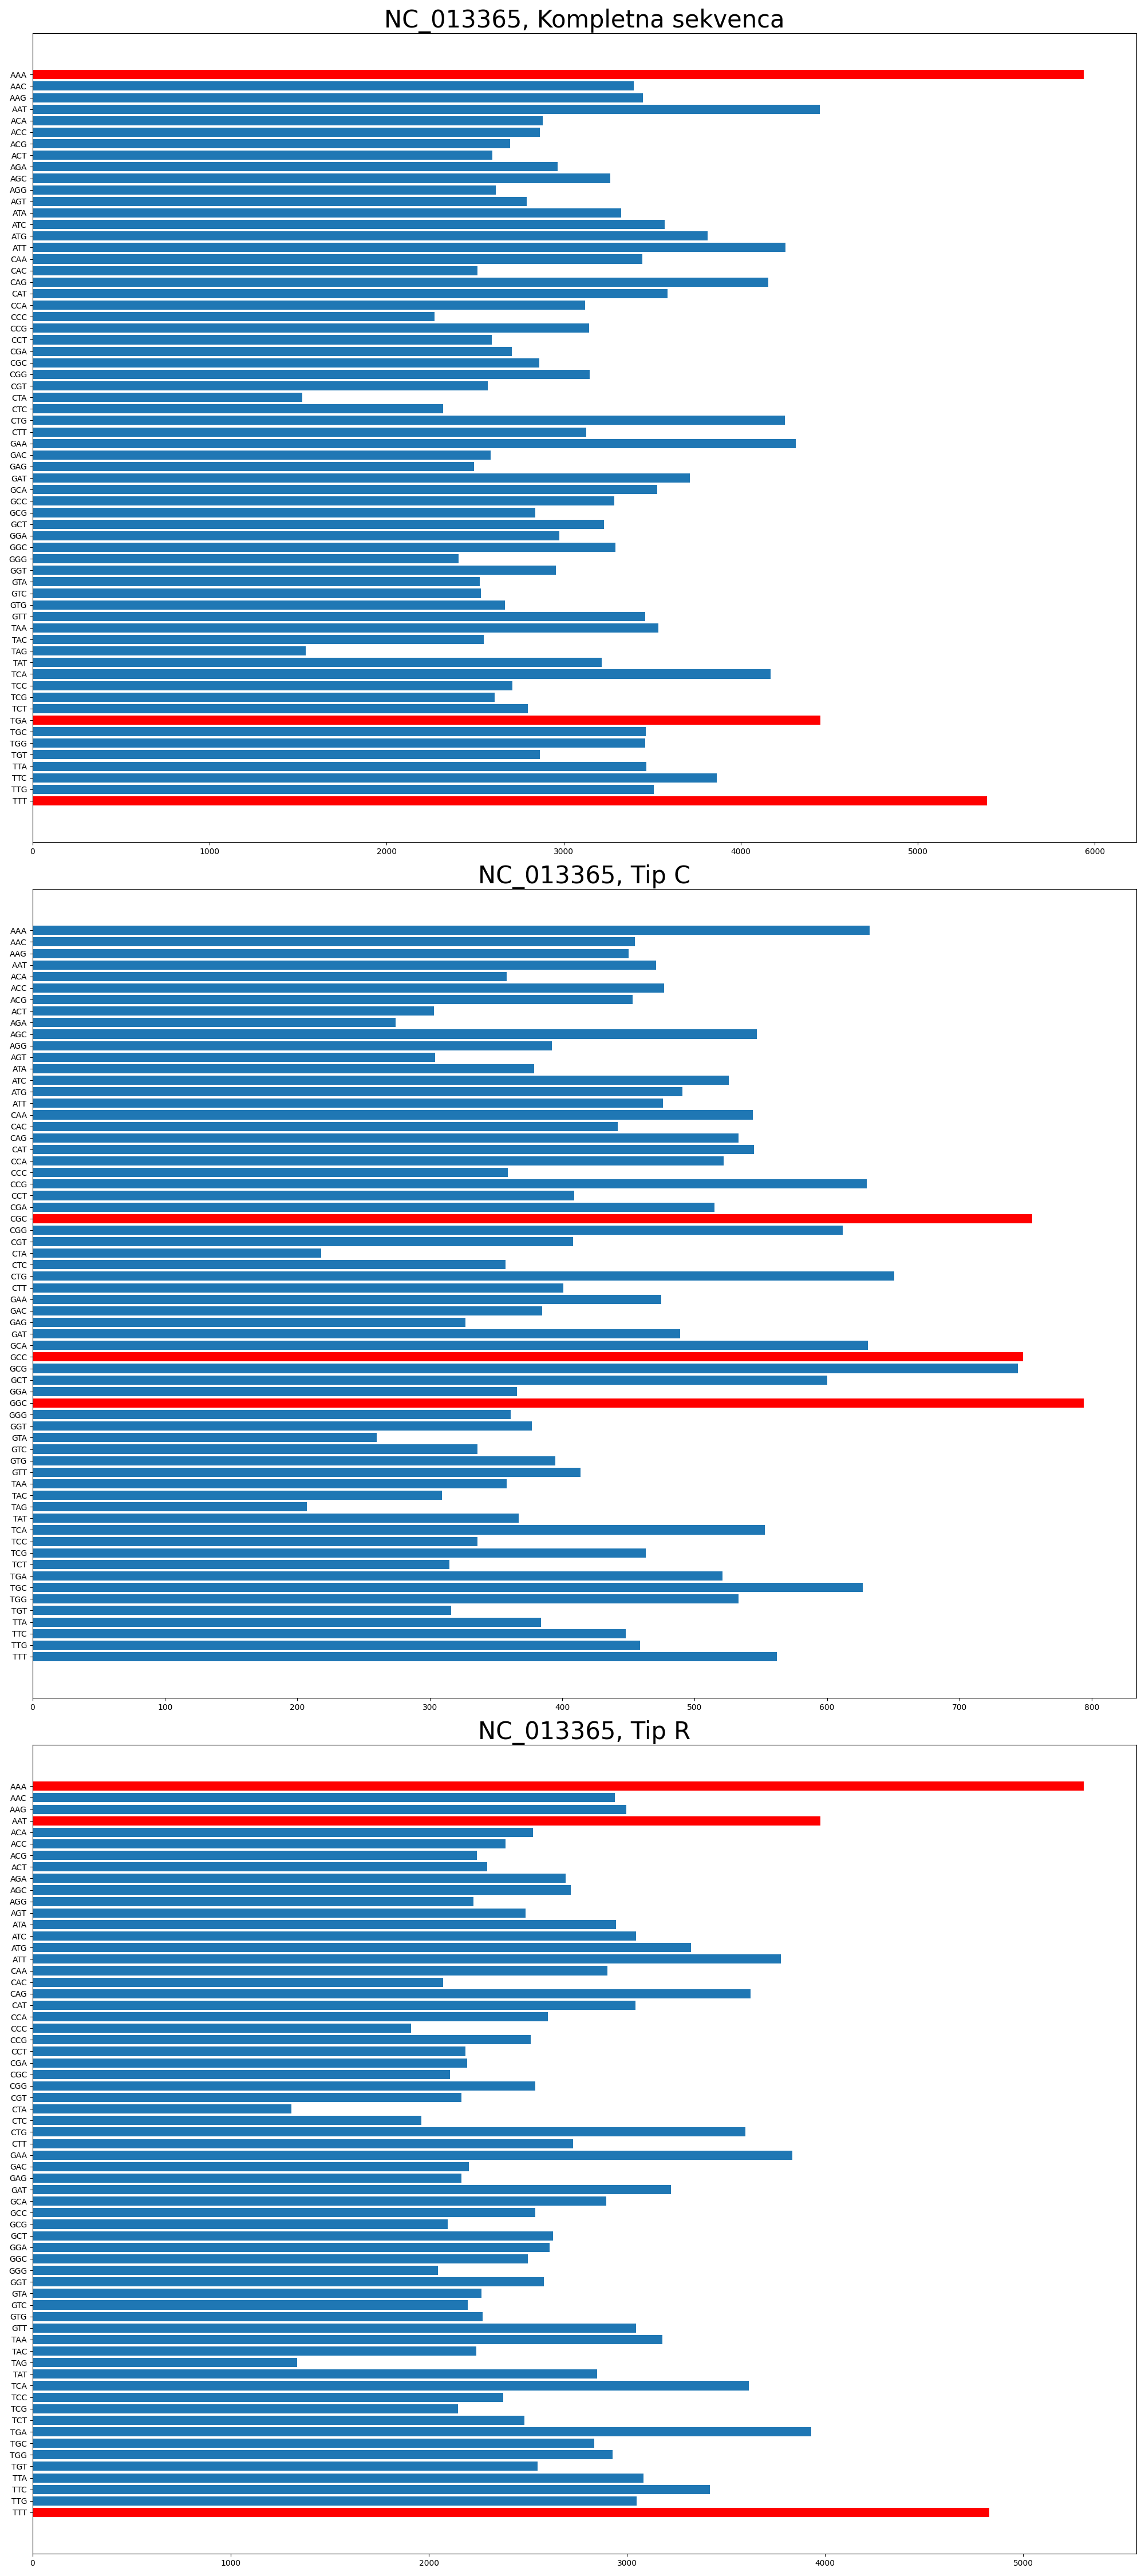 NC_013365, Kompletna sekvenca
AAA
AAC
AAG
AAT
ACA
ACC
ACG
ACT
AGA
AGC
AGG
AGT
ATA
ATC
ATG
ATT
CAA
CAC
CAG
CAT
CCA
CCC
CCG
CCT
CGA
CGC
CGG
CGT
CTA
CTC
CTG
CTT
GAA
GAC
GAG
GAT
GCA
GCC
GCG
GCT
GGA
GGC
GGG
GGT
GTA
GTC
GTG
GTT
TAA
TAC
TAG
TAT
TCA
TCC
TCG
TCT
TGA
TGC
TGG
TGT
TTA
TTC
TTG
TTT
0 1000 2000 3000 4000 5000 6000
NC_013365, Tip C
AAA
AAC
AAG
AAT
ACA
ACC
ACG
ACT
AGA
AGC
AGG
AGT
ATA
ATC
ATG
ATT
CAA
CAC
CAG
CAT
CCA
CCC
CCG
CCT
CGA
CGC
CGG
CGT
CTA
CTC
CTG
CTT
GAA
GAC
GAG
GAT
GCA
GCC
GCG
GCT
GGA
GGC
GGG
GGT
GTA
GTC
GTG
GTT
TAA
TAC
TAG
TAT
TCA
TCC
TCG
TCT
TGA
TGC
TGG
TGT
TTA
TTC
TTG
TTT
0 100 200 300 400 500 600 700 800
NC_013365, Tip R
AAA
AAC
AAG
AAT
ACA
ACC
ACG
ACT
AGA
AGC
AGG
AGT
ATA
ATC
ATG
ATT
CAA
CAC
CAG
CAT
CCA
CCC
CCG
CCT
CGA
CGC
CGG
CGT
CTA
CTC
CTG
CTT
GAA
GAC
GAG
GAT
GCA
GCC
GCG
GCT
GGA
GGC
GGG
GGT
GTA
GTC
GTG
GTT
TAA
TAC
TAG
TAT
TCA
TCC
TCG
TCT
TGA
TGC
TGG
TGT
TTA
TTC
TTG
TTT
0 1000 2000 3000 4000 5000